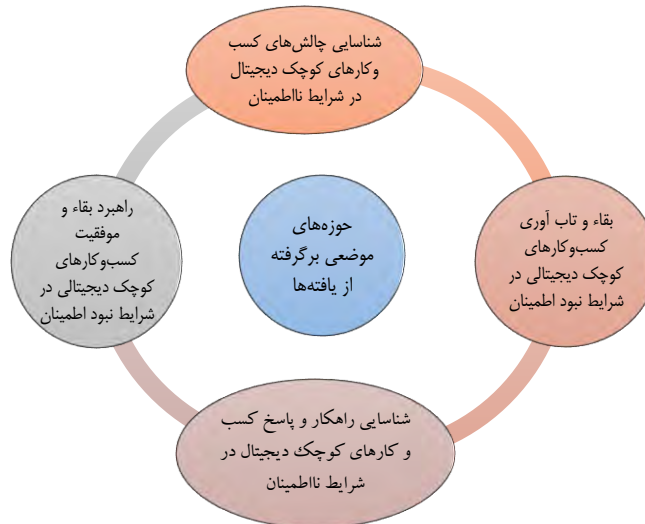 شناسایی چالش‌های کسب
وکارهای کوچک دیجیتال
در شرایط نااطمینان
بقاء و تاب آوری
کسب‌وکارهای
کوچک دیجیتالی در
شرایط نبود اطمینان
حوزه‌های
موضعی برگرفته
از یافته‌ها
راهبرد بقاء و
موفقیت
کسب‌وکارهای
کوچک دیجیتالی در
شرایط نبود اطمینان
شناسایی راهکار و پاسخ کسب
و کارهای کوچک دیجیتال در
شرایط نااطمینان